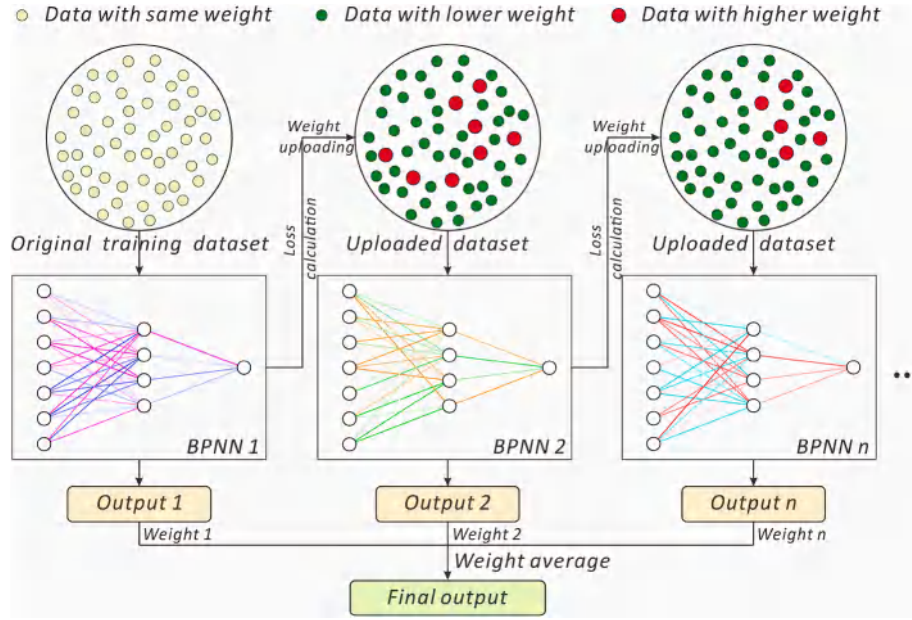 Data with same weight
Data with lower weight
Data with higher weight
Weight
uploading
Weight
uploading
Original training dataset
Loss
calculation
Uploaded dataset
Loss
calculation
Uploaded dataset
BPNN 1
BPNN 2
BPNN n
Output 1
Output 2
Output n
Weight 1
Weight 2
Weight n
Weight average
Final output